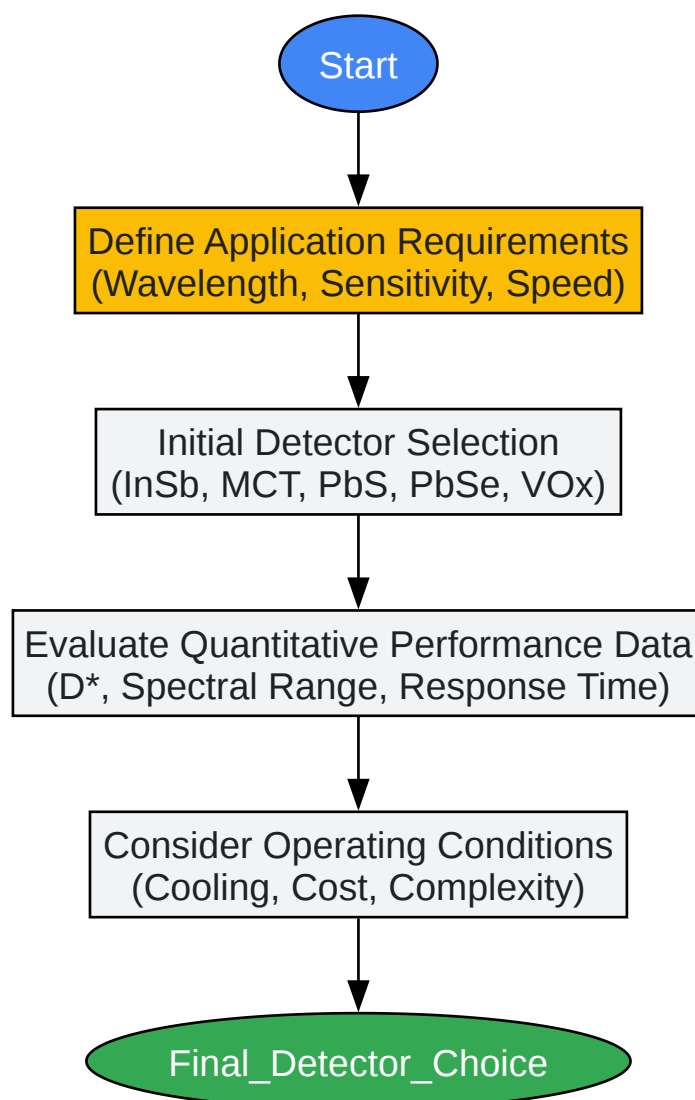 Start
Define Application Requirements
(Wavelength, Sensitivity, Speed)
Initial Detector Selection
(InSb, MCT, PbS, PbSe, VOx)
Evaluate Quantitative Performance Data
(D*, Spectral Range, Response Time)
Consider Operating Conditions
(Cooling, Cost, Complexity)
Final_Detector_Choice